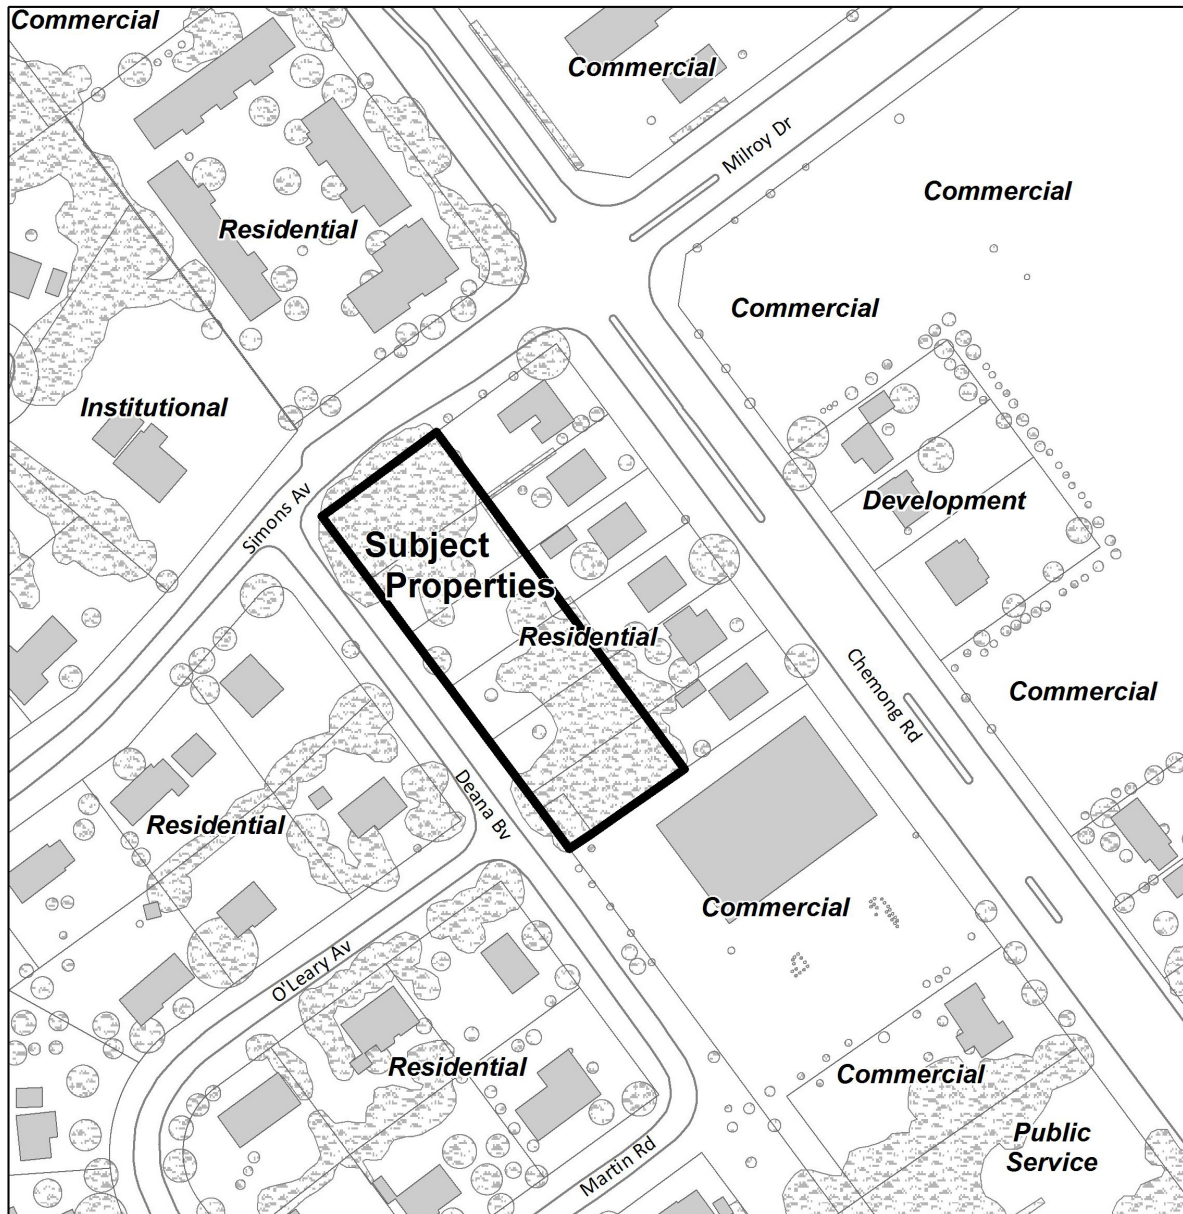 Commercial
Commercial
Milroy Dr
Commercial
Residential
Commercial
Institutional
Simons Av
Development
Subject
Properties
Residential
Chemong Rd
Commercial
Deana Bv
Residential
Commercial
O'Leary Av
Residential
Commercial
Public
Service
Martin Rd